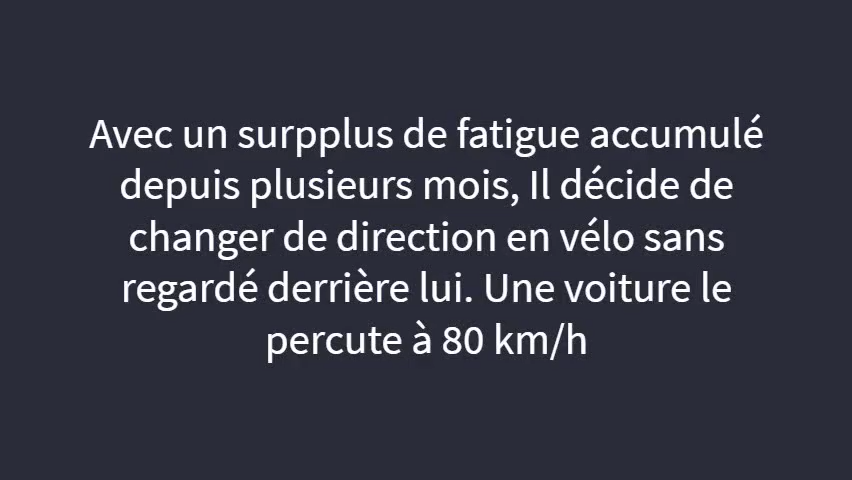 Avec un surpplus de fatigue accumulé
depuis plusieurs mois, Il décide de
changer de direction en vélo sans
regardé derrière lui. Une voiture le
percute à 80 km/h